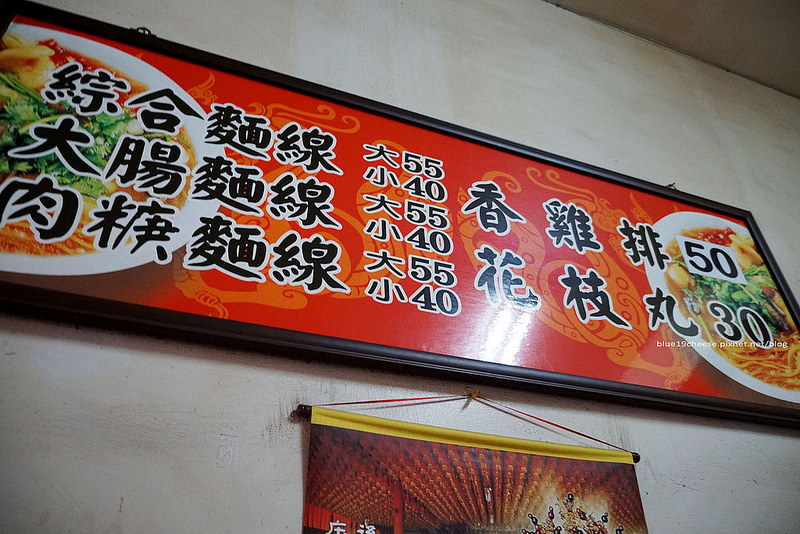 綜合麵線 大55 小40
大腸麵線 大55 小40
肉焿麵線 大55 小40
香雞排 50
花枝丸 30
blue19cheese.pixnet.net/blog